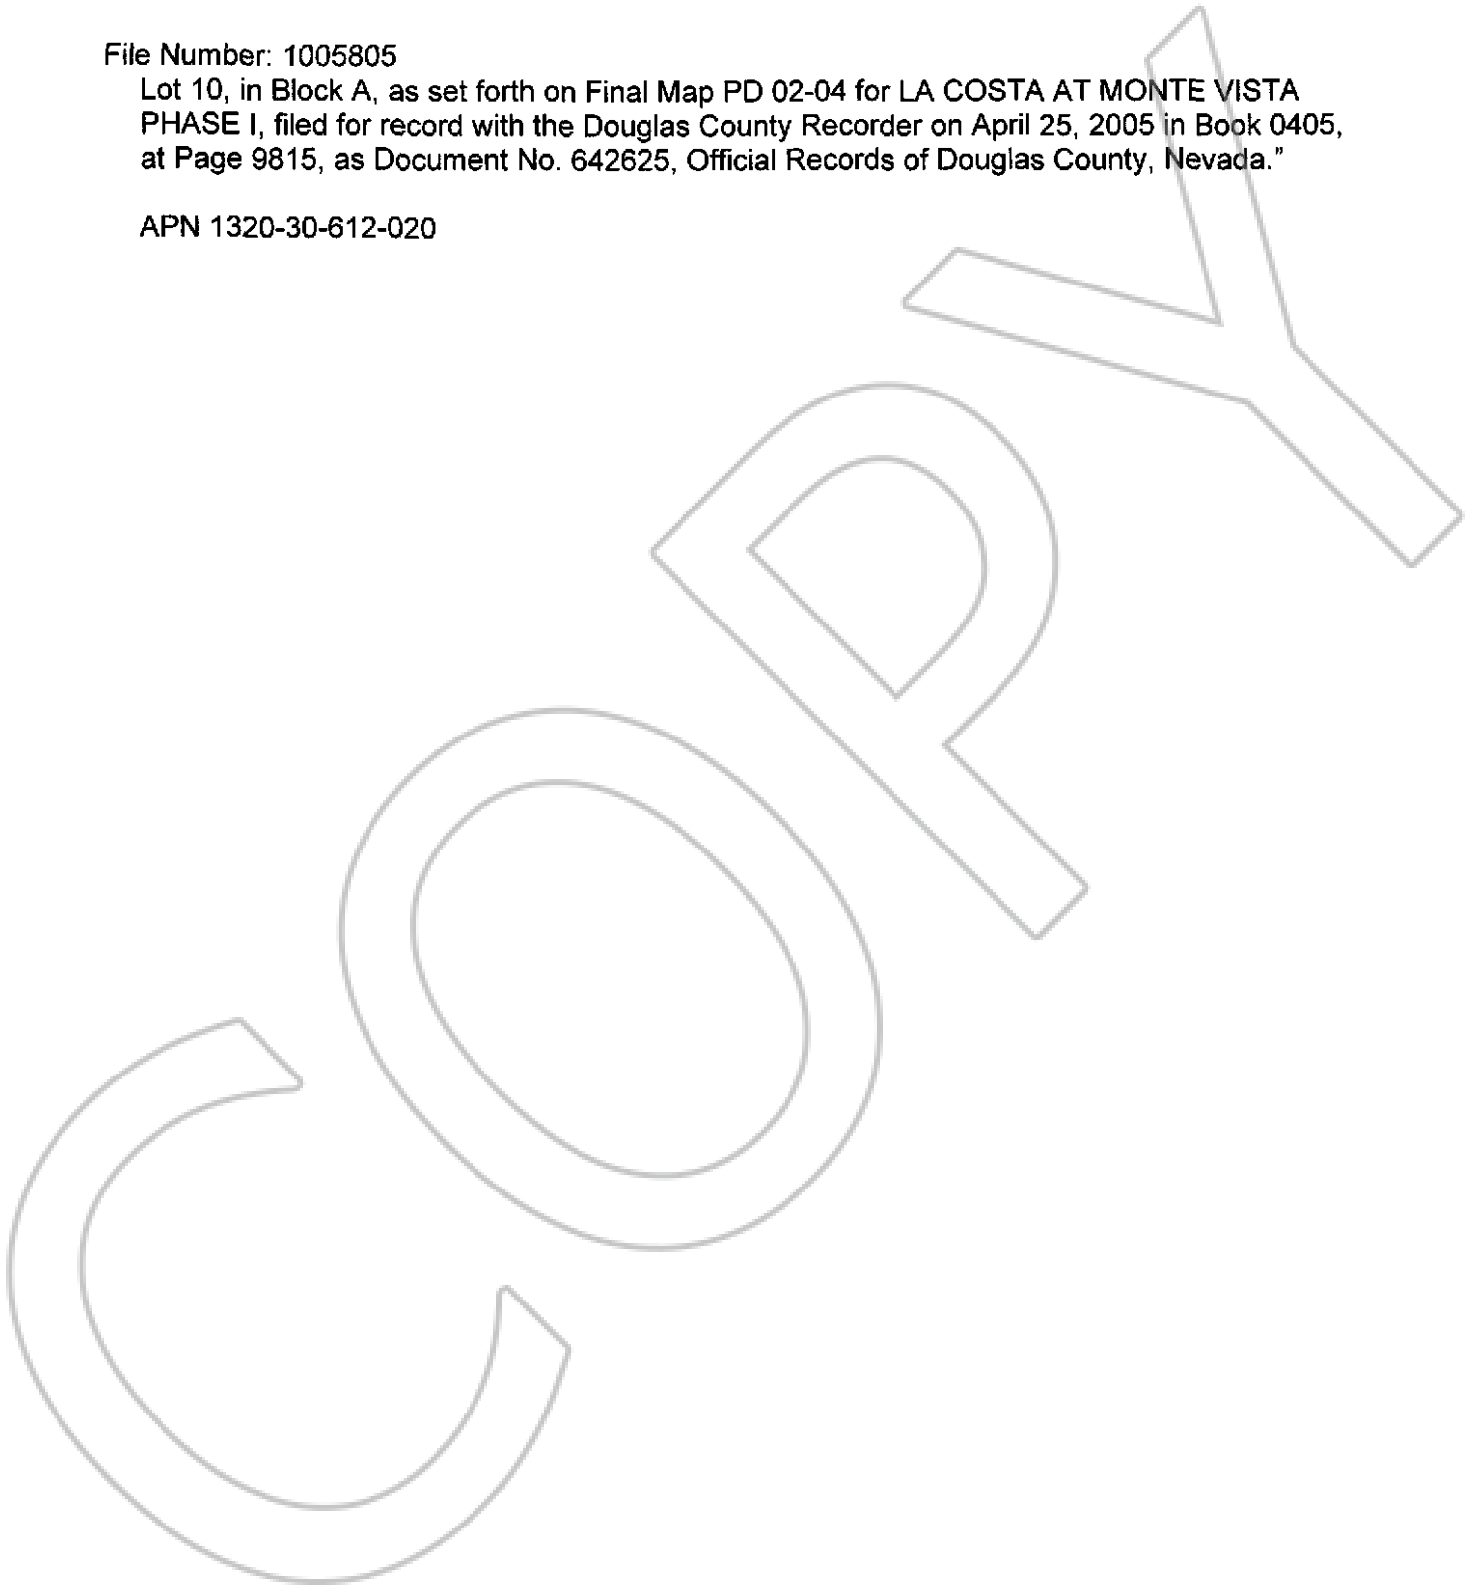 File Number: 1005805
Lot 10, in Block A, as set forth on Final Map PD 02-04 for LA COSTA AT MONTE VISTA
PHASE I, filed for record with the Douglas County Recorder on April 25, 2005 in Book 0405,
at Page 9815, as Document No. 642625, Official Records of Douglas County, Nevada.”
APN 1320-30-612-020
COPY